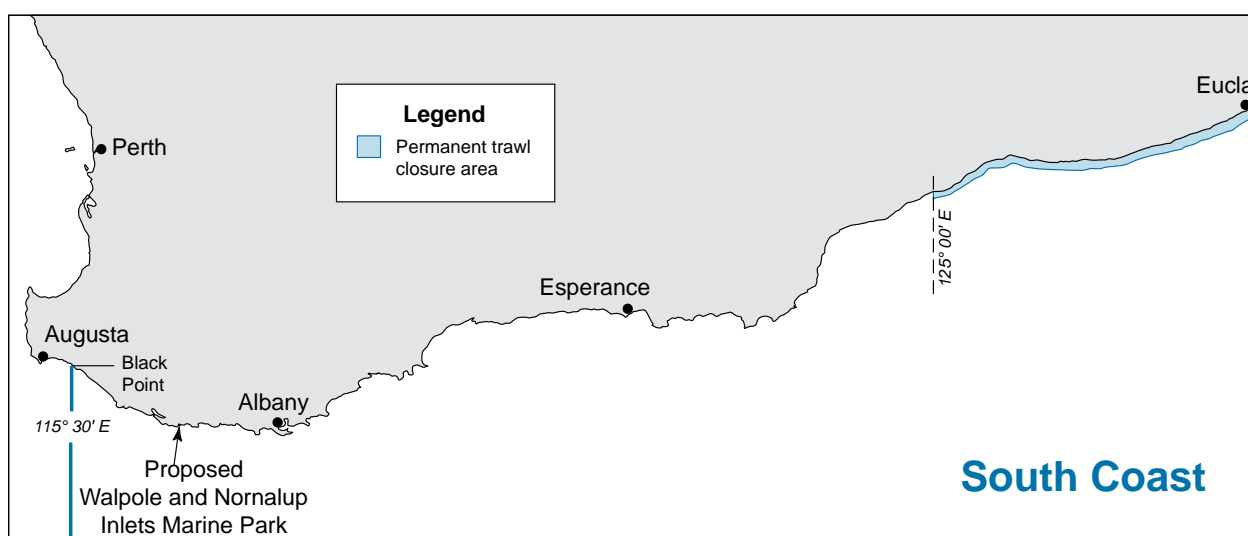 Eucla
Legend
Permanent trawl
closure area
Perth
125° 00' E
Esperance
Augusta
Black
Point
Albany
115° 30' E
Proposed
Walpole and Nornalup
Inlets Marine Park
South Coast